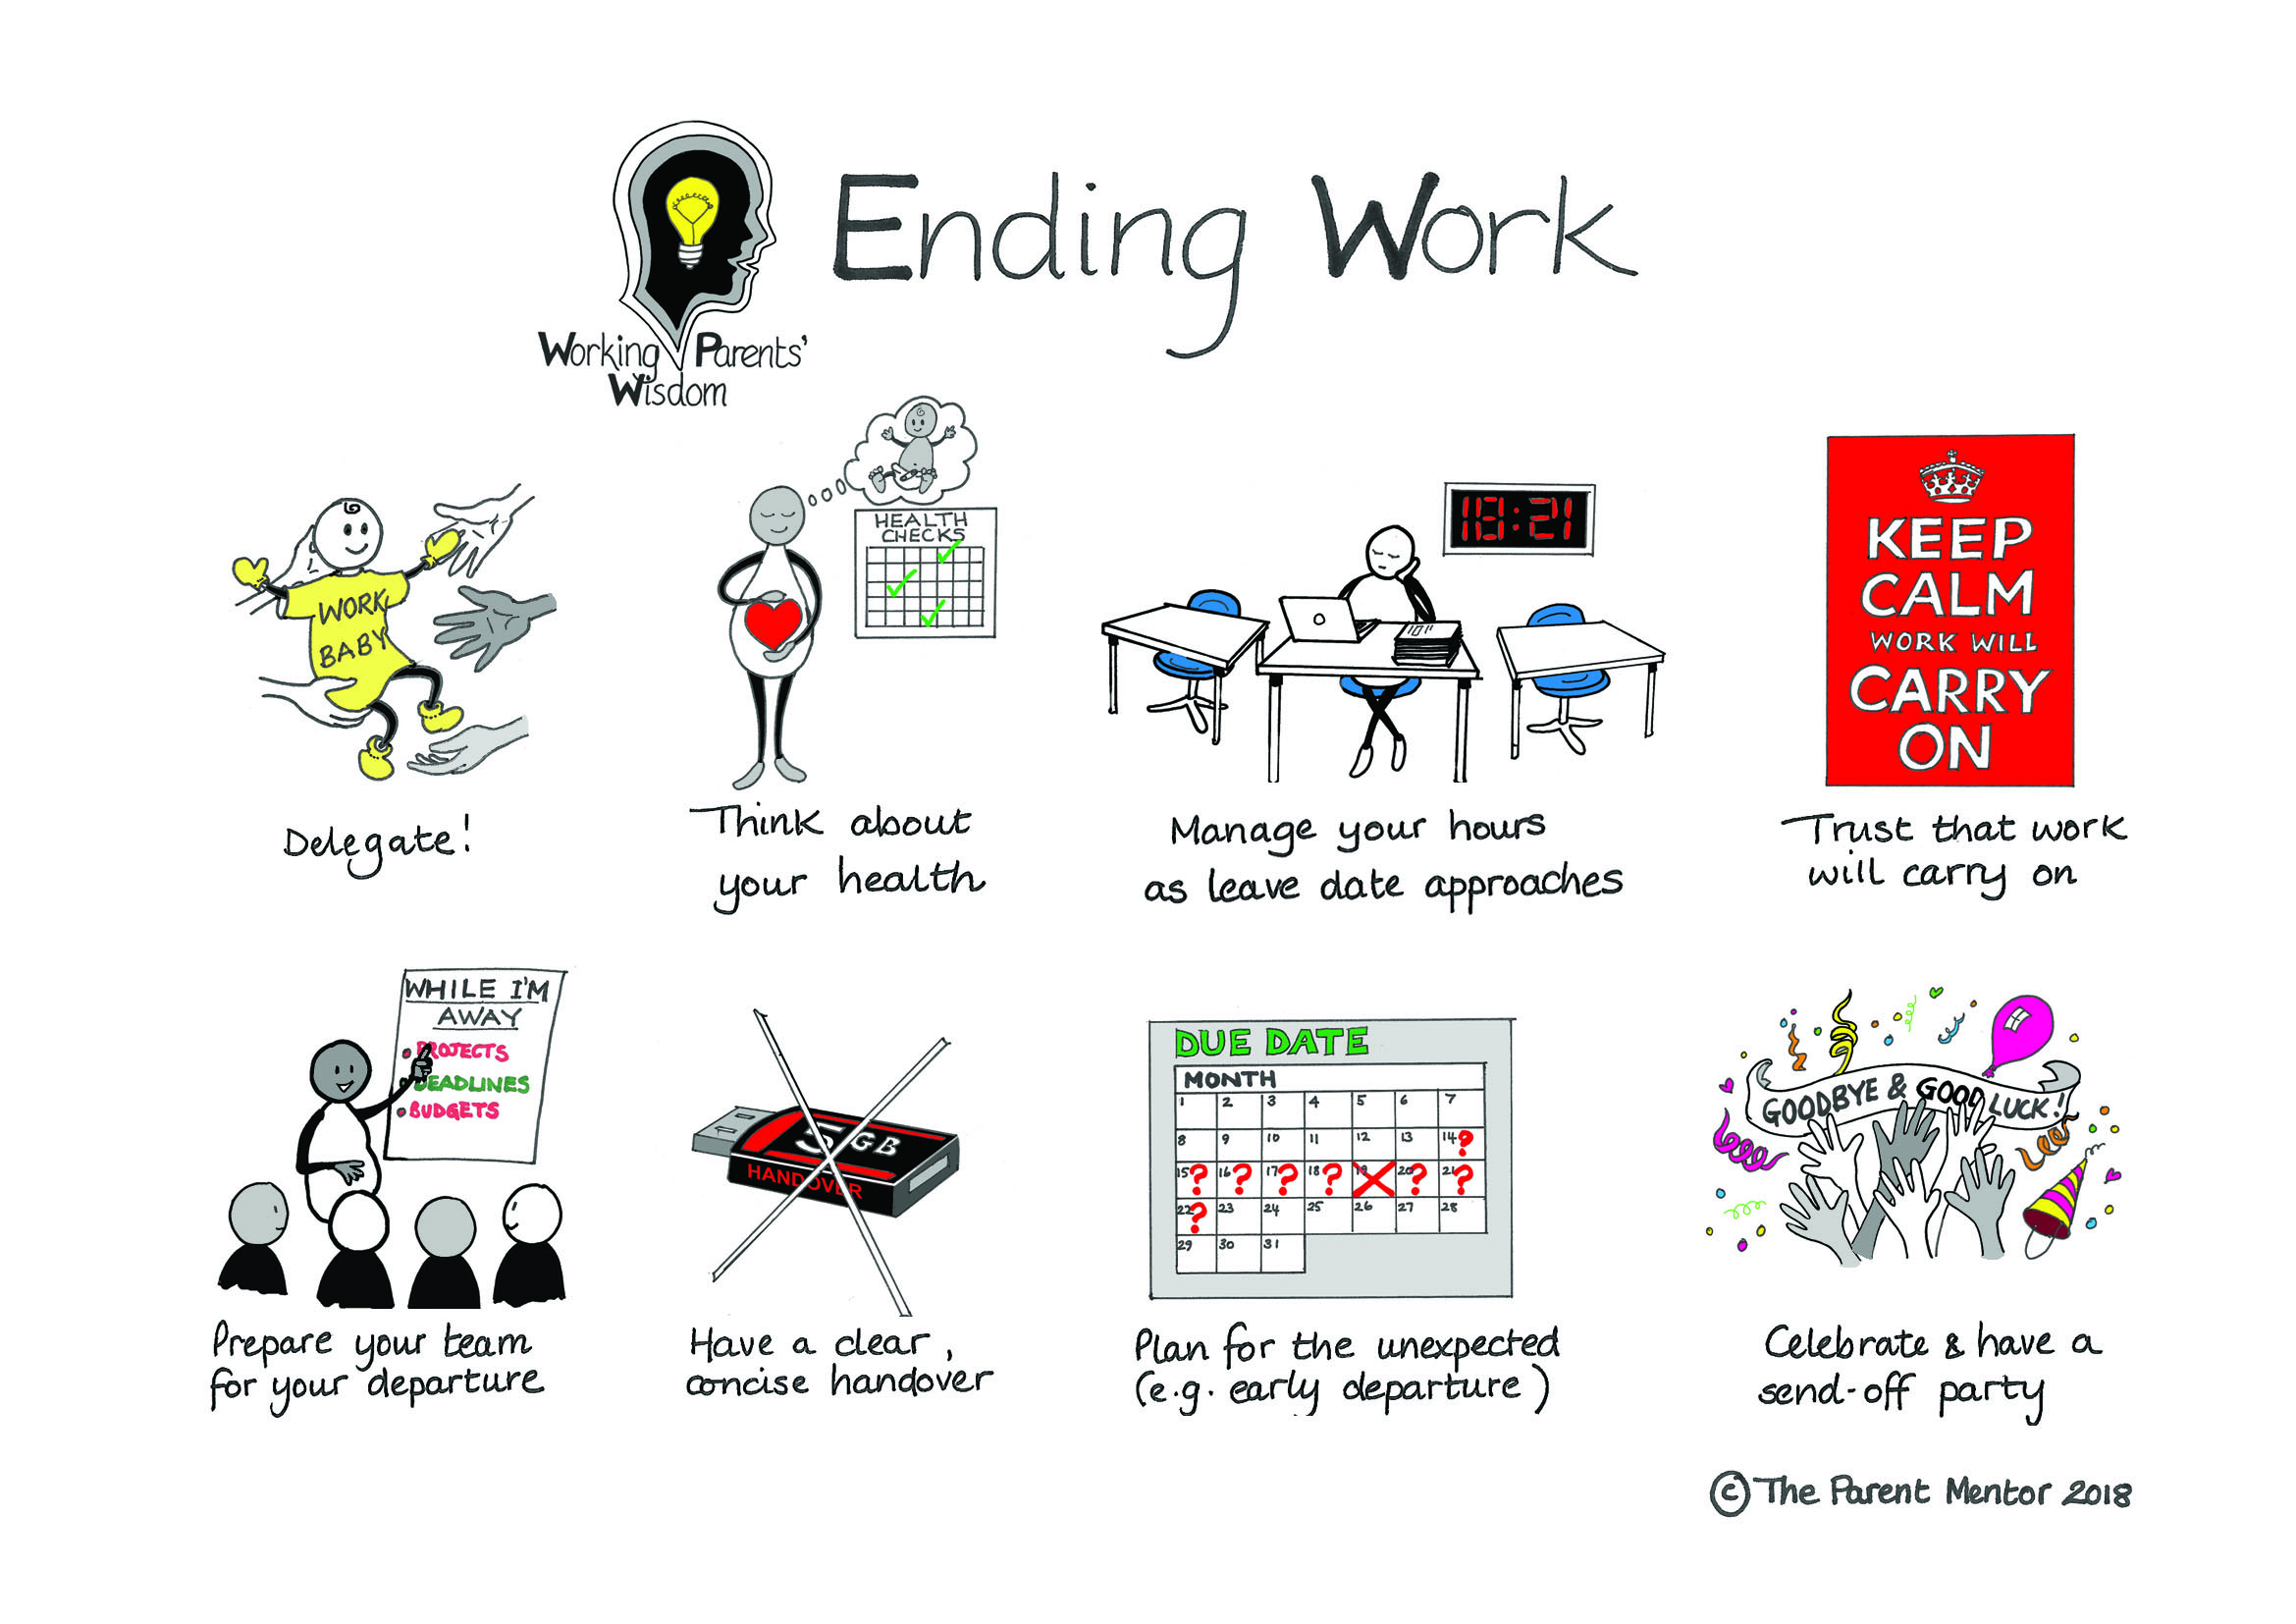 Ending Work
Working Parents'
Wisdom
WORK
BABY
Delegate!
HEALTH
CHECKS
Think about
your health
18:21
Manage your hours
as leave date approaches
KEEP
CALM
WORK WILL
CARRY
ON
Trust that work
will carry on
WHILE I'M
AWAY
• PROJECTS
• DEADLINES
• BUDGETS
Prepare your team
for your departure
5 GB
HANDOVER
Have a clear,
concise handover
DUE DATE
MONTH
1 2 3 4 5 6 7
8 9 10 11 12 13 14?
15? 16? 17? 18? 19 20? 21?
22? 23 24 25 26 27 28
29 30 31
Plan for the unexpected
(e.g. early departure)
GOODBYE & GOOD LUCK!
Celebrate & have a
send-off party
© The Parent Mentor 2018